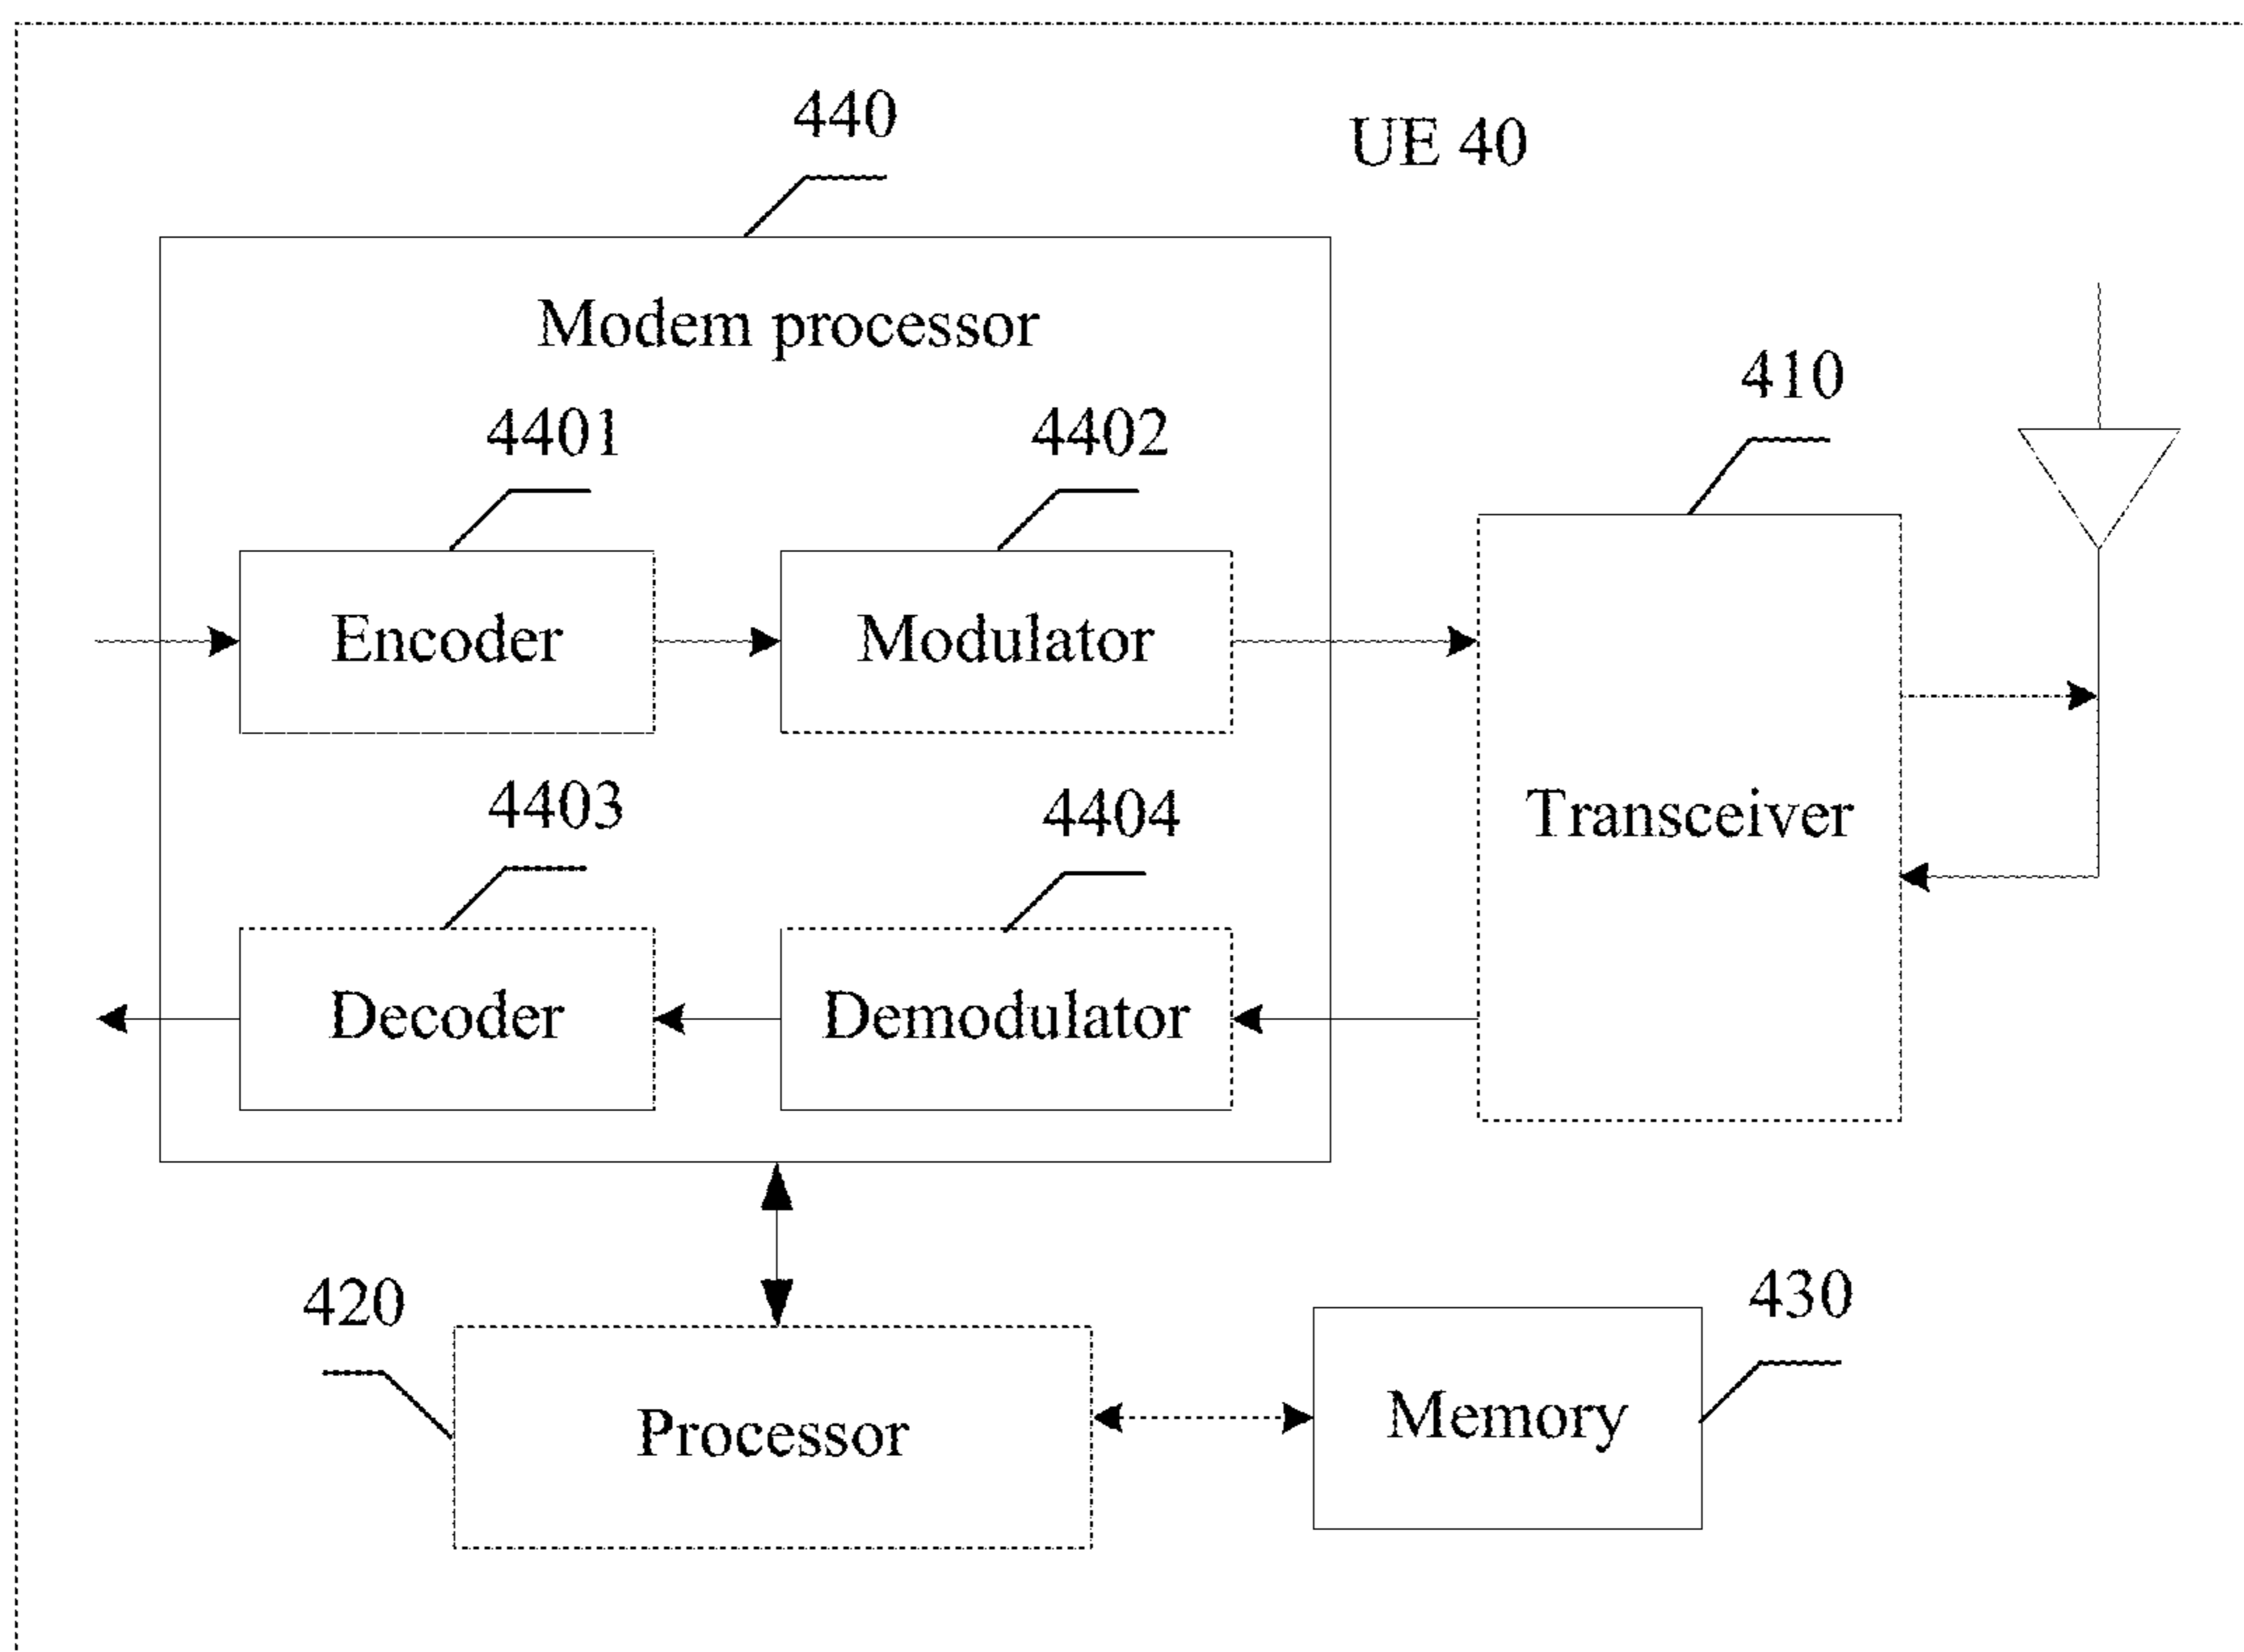 440
UE 40
Modem processor
410
4401
4402
Encoder
Modulator
Transceiver
4403
4404
Decoder
Demodulator
420
430
Processor
Memory